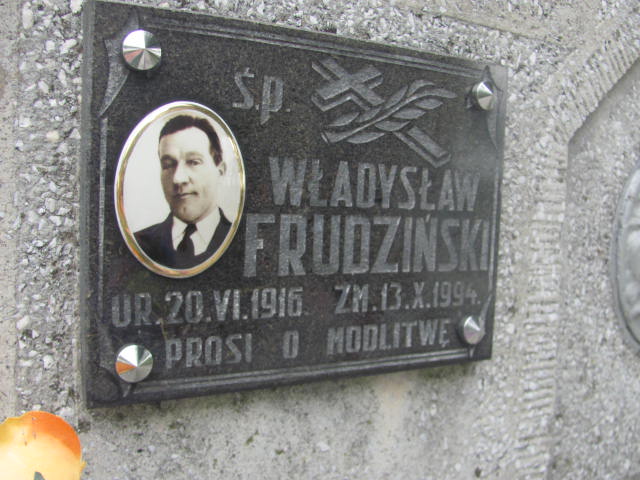 Ś.p.
WŁADYSŁAW
FRUDZIŃSKI
UR.20.VI.1916 ZM.13.X.1994.
PROSI O MODLITWĘ